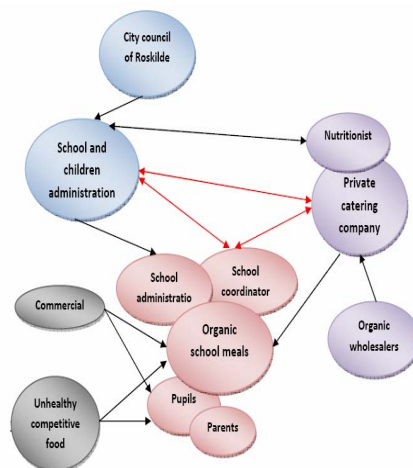 City council
of Roskilde
School and
children
administration
Nutritionist
Private
catering
company
School
administratio
School
coordinator
Commercial
Organic
school meals
Organic
wholesalers
Unhealthy
competitive
food
Pupils
Parents